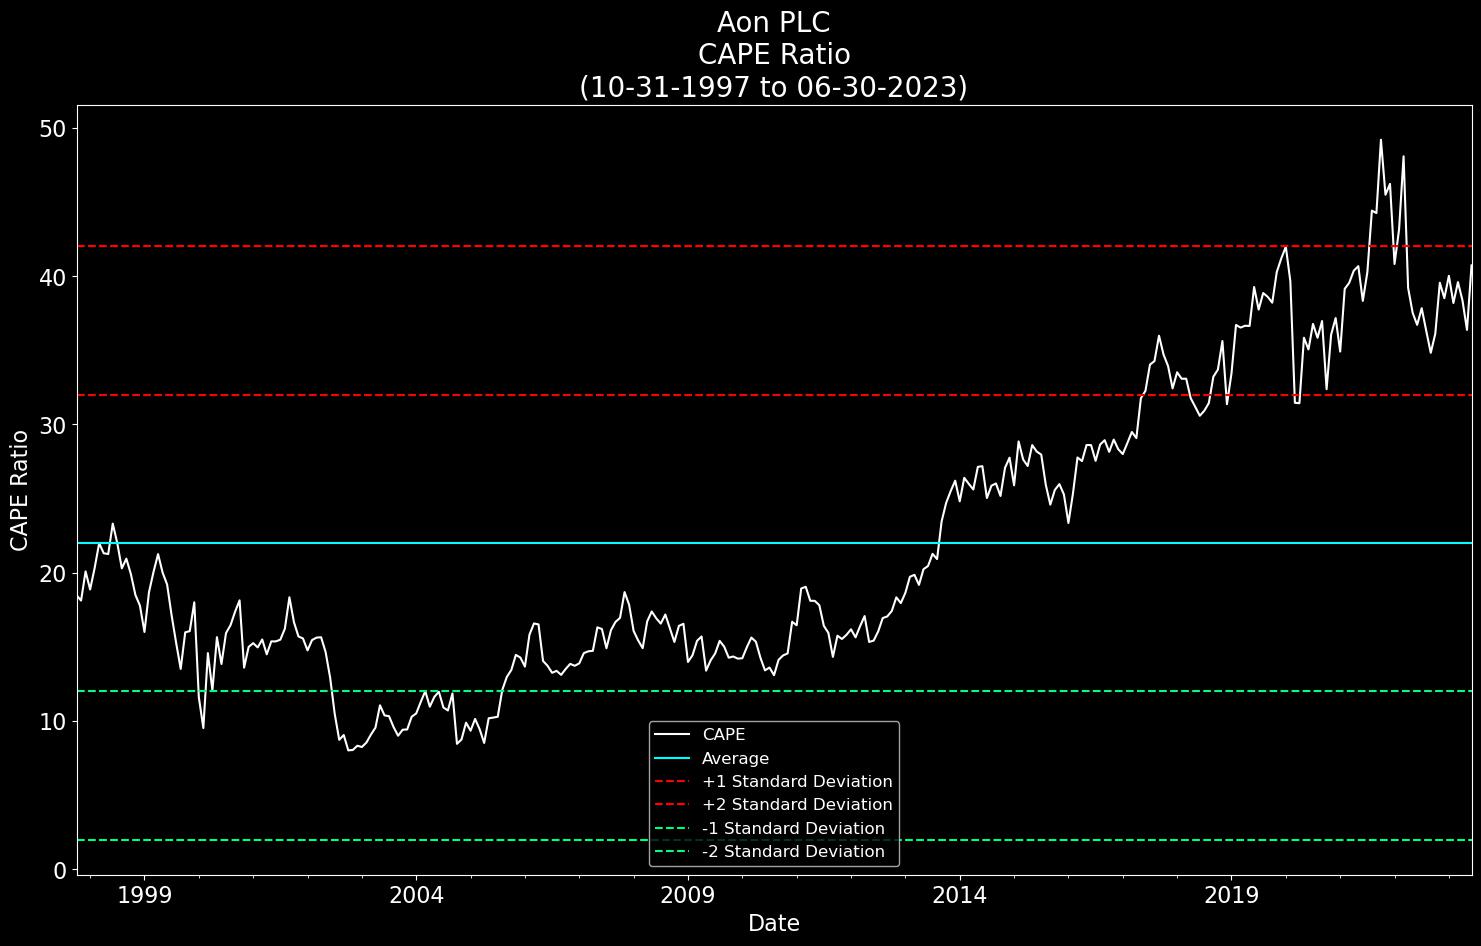 Aon PLC
CAPE Ratio
(10-31-1997 to 06-30-2023)
50
40
30
20
10
0
CAPE Ratio
CAPE
Average
+1 Standard Deviation
+2 Standard Deviation
-1 Standard Deviation
-2 Standard Deviation
1999 2004 2009 2014 2019
Date